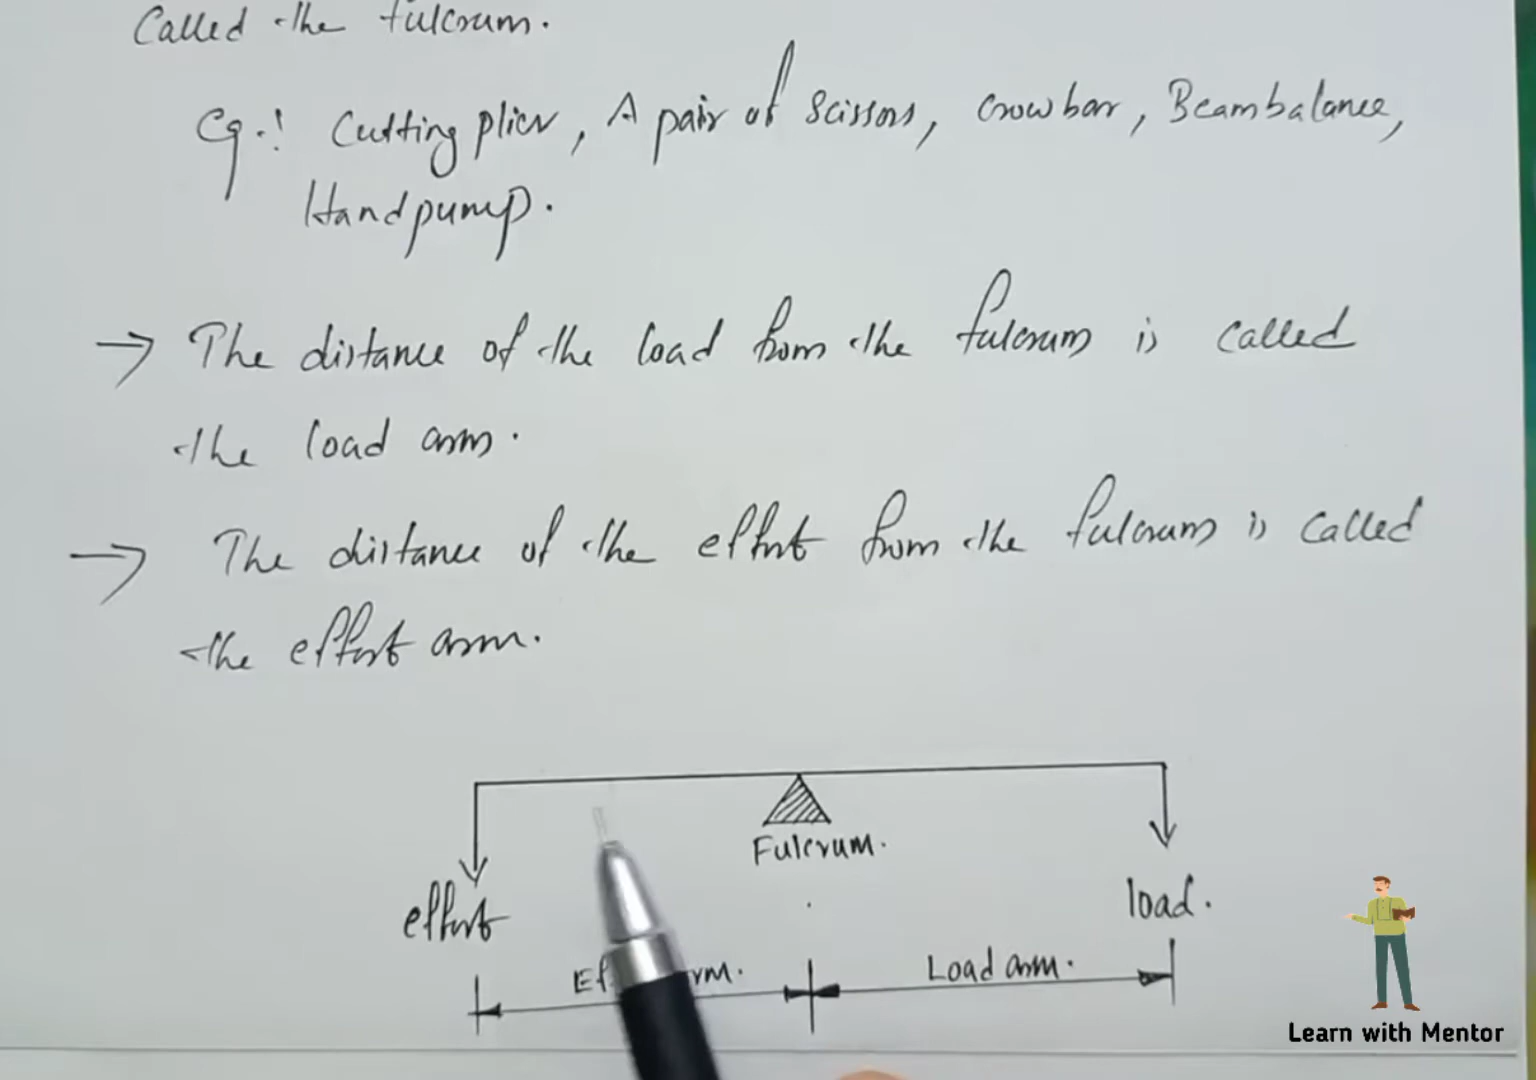 Called the fulcrum.
Eg.: Cutting plier, A pair of scissors, Crowbar, Beambalance,
Handpump.
→ The distance of the load from the fulcrum is called
the load arm.
→ The distance of the effort from the fulcrum is called
the effort arm.
Fulcrum.
effort
load.
Ef rm.
Load arm.
Learn with Mentor